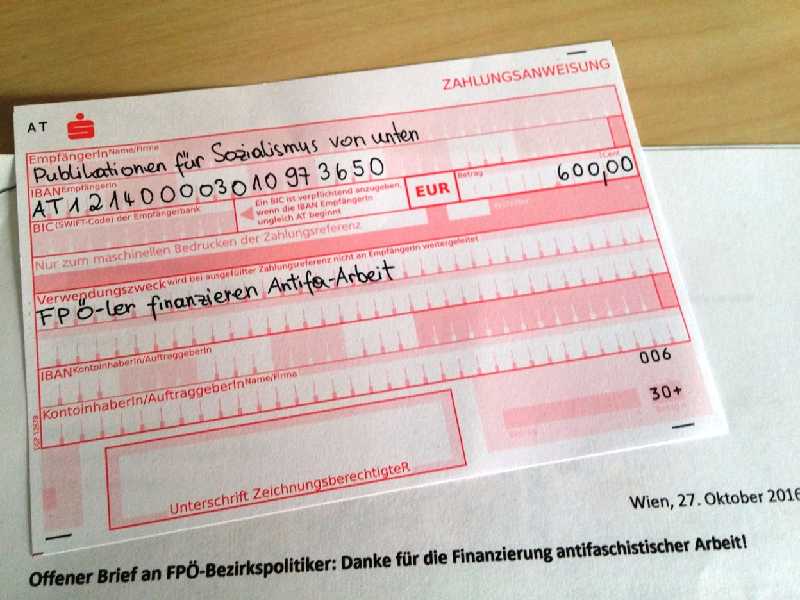 ZAHLUNGSANWEISUNG
AT
EmpfängerIn Name/Firma
Publikationen für Sozialismus von unten
IBAN EmpfängerIn
AT121400003010973650
BIC (SWIFT-Code) der Empfängerbank
Ein BIC ist verpflichtend anzugeben,
wenn die IBAN EmpfängerIn
ungleich AT beginnt
EUR
Betrag
Cent
600,00
Nur zum maschinellen Bedrucken der Zahlungsreferenz
Verwendungszweck wird bei ausgefüllter Zahlungsreferenz nicht an EmpfängerIn weitergeleitet
FPÖ-ler finanzieren Antifa-Arbeit
IBAN KontoinhaberIn/AuftraggeberIn
KontoinhaberIn/AuftraggeberIn Name/Firma
006
30+
Unterschrift ZeichnungsberechtigteR
Wien, 27. Oktober 2016
Offener Brief an FPÖ-Bezirkspolitiker: Danke für die Finanzierung antifaschistischer Arbeit!